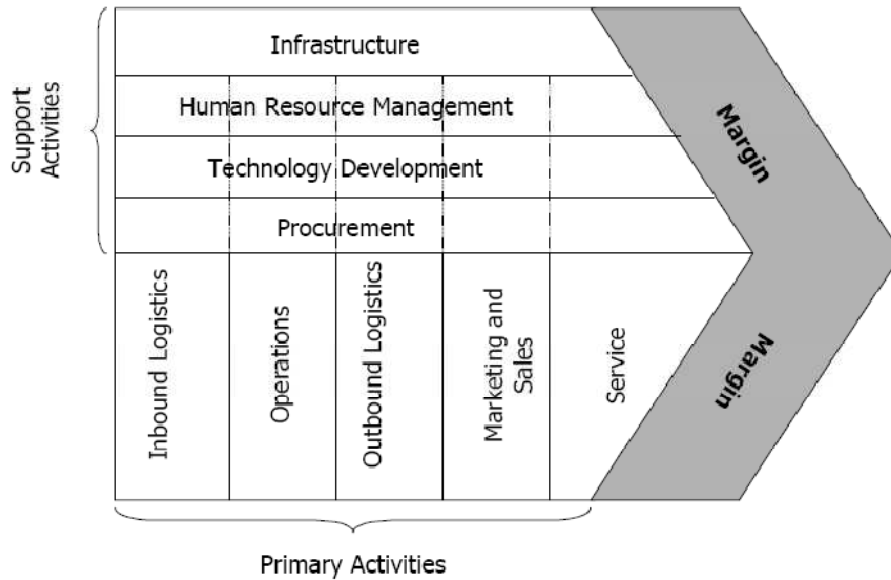 Support
Activities
Infrastructure
Human Resource Management
Technology Development
Procurement
Inbound Logistics
Operations
Outbound Logistics
Marketing and
Sales
Service
Margin
Margin
Primary Activities